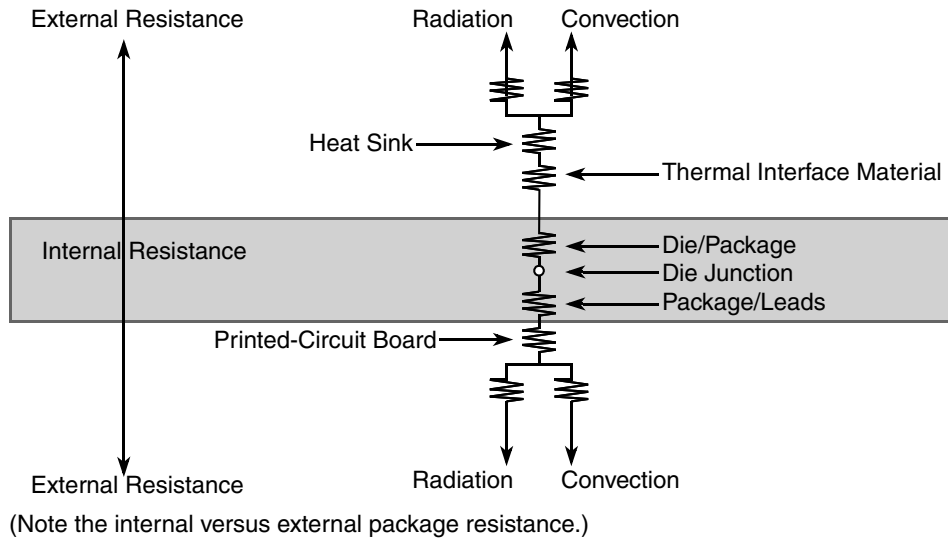 External Resistance
Radiation
Convection
Heat Sink
Thermal Interface Material
Internal Resistance
Die/Package
Die Junction
Package/Leads
Printed-Circuit Board
Radiation
Convection
External Resistance
(Note the internal versus external package resistance.)